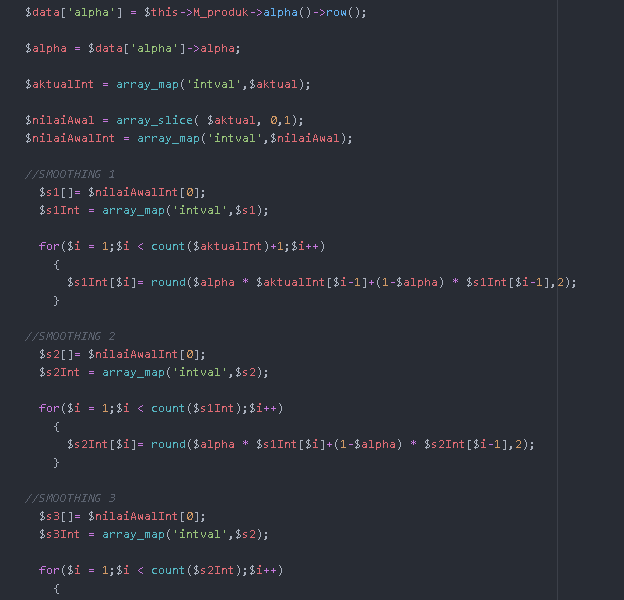 $data['alpha'] = $this->M_produk->alpha()->row();
$alpha = $data['alpha']->alpha;
$aktualInt = array_map('intval',$aktual);
$nilaiAwal = array_slice( $aktual, 0,1);
$nilaiAwalInt = array_map('intval',$nilaiAwal);
//SMOOTHING 1
$s1[]= $nilaiAwalInt[0];
$s1Int = array_map('intval',$s1);
for($i = 1;$i < count($aktualInt)+1;$i++)
{
$s1Int[$i]= round($alpha * $aktualInt[$i-1]+(1-$alpha) * $s1Int[$i-1],2);
}
//SMOOTHING 2
$s2[]= $nilaiAwalInt[0];
$s2Int = array_map('intval',$s2);
for($i = 1;$i < count($s1Int);$i++)
{
$s2Int[$i]= round($alpha * $s1Int[$i]+(1-$alpha) * $s2Int[$i-1],2);
}
//SMOOTHING 3
$s3[]= $nilaiAwalInt[0];
$s3Int = array_map('intval',$s2);
for($i = 1;$i < count($s2Int);$i++)
{